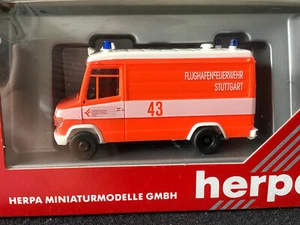 FLUGHAFENFEUERWEHR
STUTTGART
43
HERPA MINIATURMODELLE GMBH
herpa